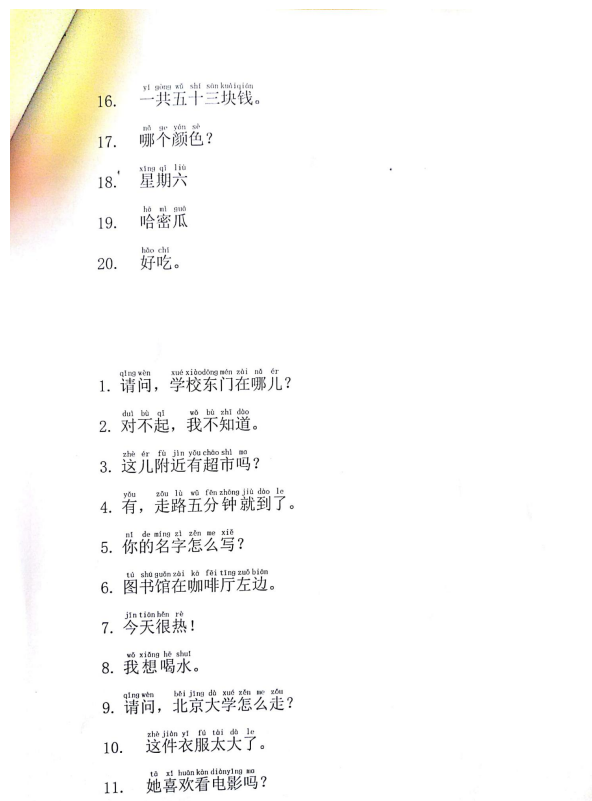 yí gòng wǔ shí sān kuài qián
16. 一共五十三块钱。
nǎ ge yán sè
17. 哪个颜色？
xīng qī liù
18. 星期六
hā mì guā
19. 哈密瓜
hǎo chī
20. 好吃。
qǐng wèn xué xiào dōng mén zài nǎ ér
1. 请问，学校东门在哪儿？
duì bù qǐ wǒ bù zhī dào
2. 对不起，我不知道。
zhè ér fù jìn yǒu chāo shì ma
3. 这儿附近有超市吗？
yǒu zǒu lù wǔ fēn zhōng jiù dào le
4. 有，走路五分钟就到了。
nǐ de míng zì zěn me xiě
5. 你的名字怎么写？
tú shū guǎn zài kā fēi tīng zuǒ biān
6. 图书馆在咖啡厅左边。
jīn tiān hěn rè
7. 今天很热！
wǒ xiǎng hē shuǐ
8. 我想喝水。
qǐng wèn běi jīng dà xué zěn me zǒu
9. 请问，北京大学怎么走？
zhè jiàn yī fú tài dà le
10. 这件衣服太大了。
tā xǐ huān kàn diàn yǐng ma
11. 她喜欢看电影吗？